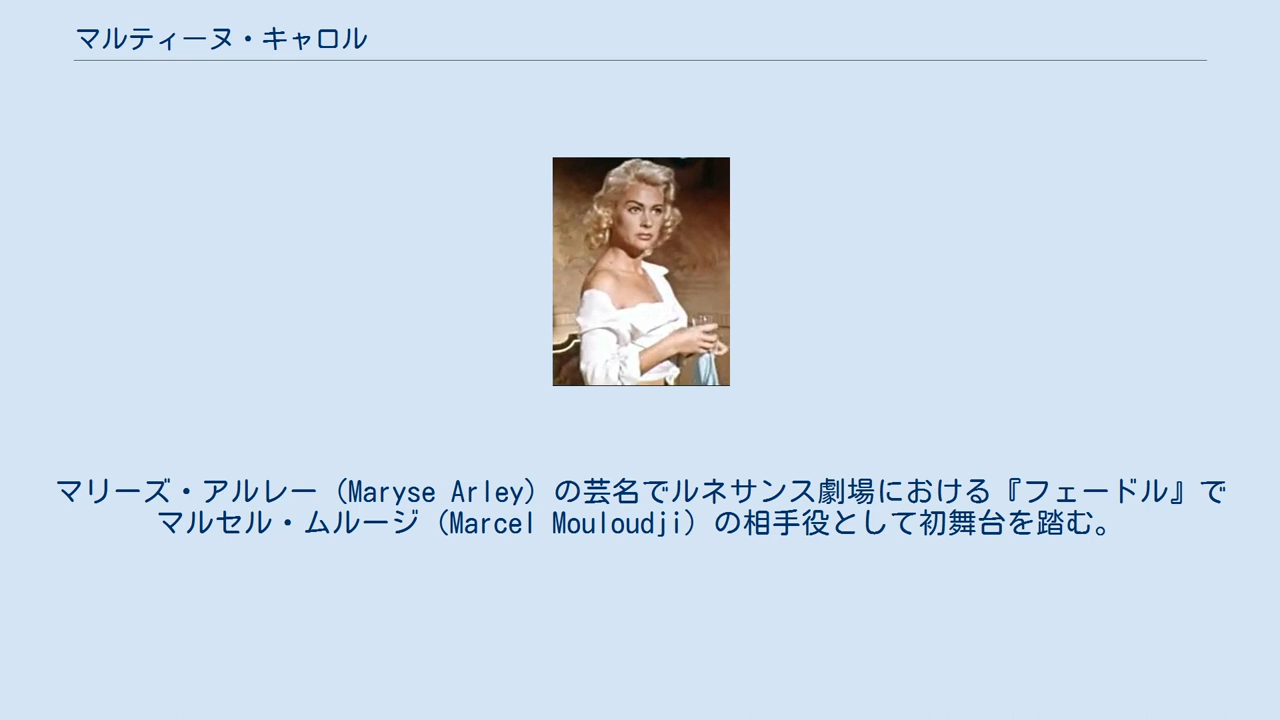 マルティーヌ・キャロル
マリーズ・アルレー（Maryse Arley）の芸名でルネサンス劇場における『フェードル』で
マルセル・ムルージ（Marcel Mouloudji）の相手役として初舞台を踏む。